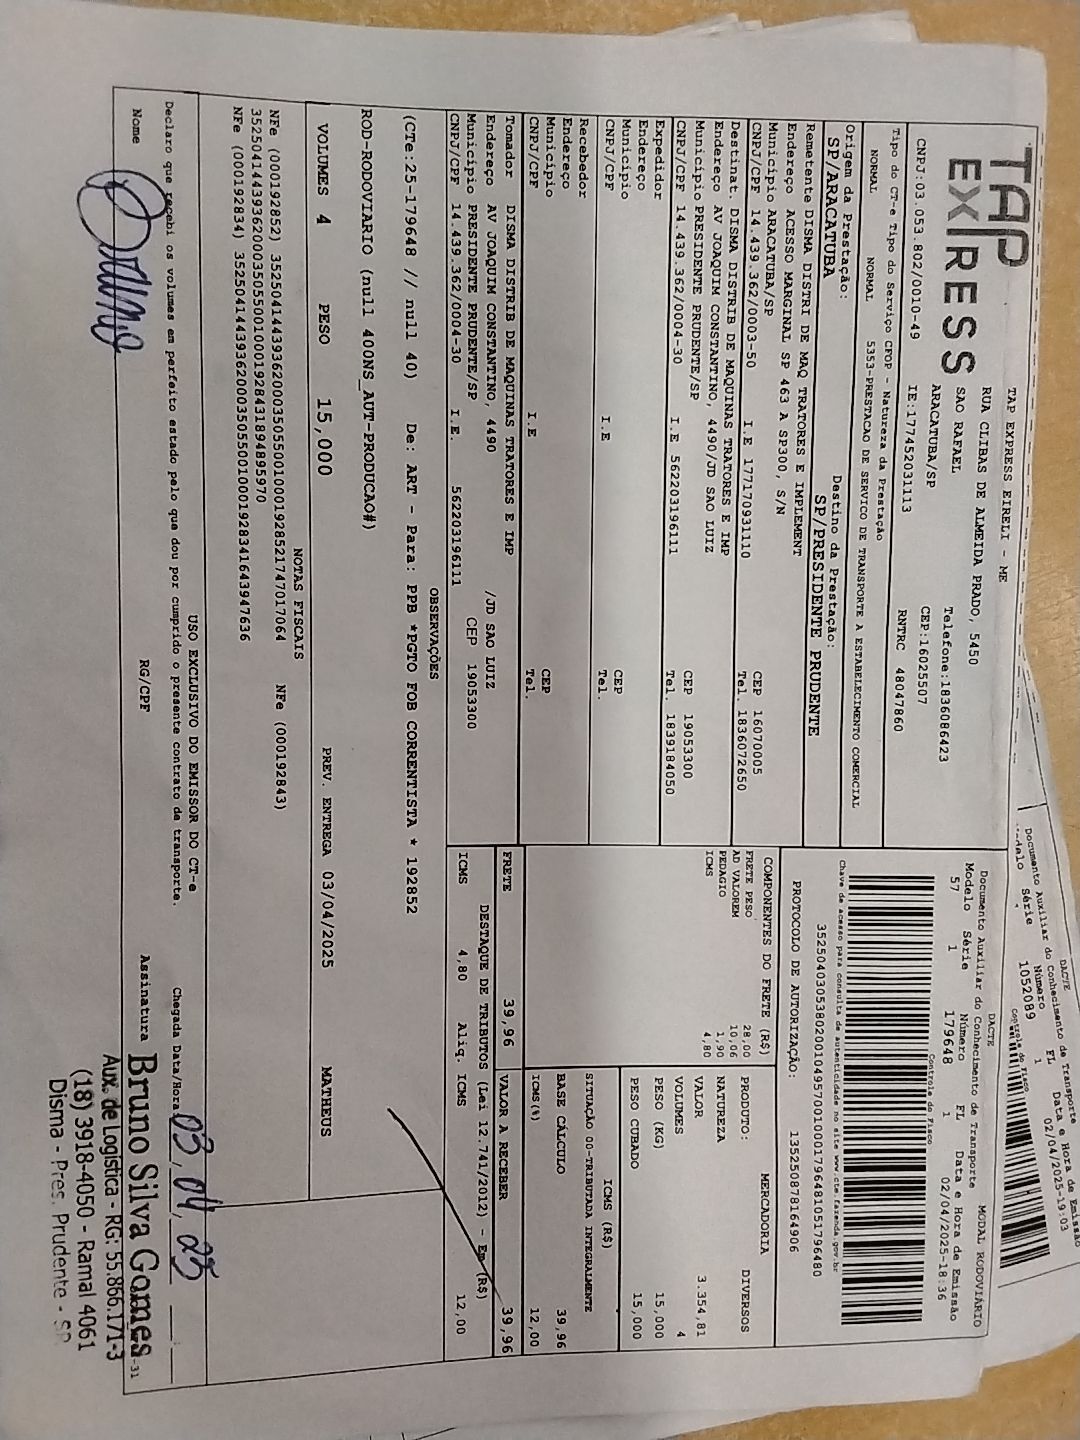 TAP
EXPRESS
TAP EXPRESS EIRELI - ME
RUA CLIBAS DE ALMEIDA PRADO, 5450
SAO RAFAEL
Telefone:1836086423
ARACATUBA/SP
CEP:16025507
CNPJ:03.053.802/0010-49
IE:177452031113
RNTRC 48047860
Tipo do CT-e Tipo do Serviço CFOP - Natureza da Prestação
NORMAL NORMAL 5353-PRESTACAO DE SERVICO DE TRANSPORTE A ESTABELECIMENTO COMERCIAL
Origem da Prestação: Destino da Prestação:
SP/ARACATUBA SP/PRESIDENTE PRUDENTE
Remetente DISMA DISTRI DE MAQ TRATORES E IMPLEMENT
Endereço ACESSO MARGINAL SP 463 A SP300, S/N
Município ARACATUBA/SP CEP 16070005
CNPJ/CPF 14.439.362/0003-50 I.E 177170931110 Tel. 1836072650
Destinat. DISMA DISTRIB DE MAQUINAS TRATORES E IMP
Endereço AV JOAQUIM CONSTANTINO, 4490/JD SAO LUIZ
Município PRESIDENTE PRUDENTE/SP CEP 19053300
CNPJ/CPF 14.439.362/0004-30 I.E 562203196111 Tel. 1839184050
Expedidor
Endereço
Município CEP
CNPJ/CPF I.E Tel.
Recebedor
Endereço
Município CEP
CNPJ/CPF I.E Tel.
Tomador DISMA DISTRIB DE MAQUINAS TRATORES E IMP
Endereço AV JOAQUIM CONSTANTINO, 4490 /JD SAO LUIZ
Município PRESIDENTE PRUDENTE/SP CEP 19053300
CNPJ/CPF 14.439.362/0004-30 I.E. 562203196111
DACTE MODAL RODOVIÁRIO
Documento Auxiliar do Conhecimento de Transporte
Modelo Série Número FL Data e Hora de Emissão
57 1 179648 1 02/04/2025-18:36
Controle do Fisco
Chave de acesso para consulta de autenticidade no site www.cte.fazenda.gov.br
35250403053802001049570010001796481051796480
PROTOCOLO DE AUTORIZAÇÃO: 135250878164906
COMPONENTES DO FRETE (R$)
FRETE PESO 28,00
AD VALOREM 10,06
PEDAGIO 1,90
ICMS 4,80
MERCADORIA
PRODUTO: DIVERSOS
NATUREZA
VALOR 3.354,81
VOLUMES 4
PESO (KG) 15,000
PESO CUBADO 15,000
ICMS (R$)
SITUAÇÃO 00-TRIBUTADA INTEGRALMENTE
BASE CÁLCULO 39,96
ICMS(%) 12,00
FRETE 39,96 VALOR A RECEBER 39,96
DESTAQUE DE TRIBUTOS (Lei 12.741/2012) - Em (R$)
ICMS 4,80 Aliq. ICMS 12,00
OBSERVAÇÕES
(CTe:25-179648 // null 40) De: ART - Para: PPB *PGTO FOB CORRENTISTA * 192852
ROD-RODOVIARIO (null 400NS_AUT-PRODUCAO#)
VOLUMES 4 PESO 15,000 PREV. ENTREGA 03/04/2025 MATHEUS
NOTAS FISCAIS
NFe (000192852) 35250414439362000350550010001928521747017064 NFe (000192843)
35250414439362000350550010001928431894895970
NFe (000192834) 35250414439362000350550010001928341643947636
USO EXCLUSIVO DO EMISSOR DO CT-e
Declaro que recebi os volumes em perfeito estado pelo que dou por cumprido o presente contrato de transporte.
Chegada Data/Hora 03,04,25
Nome RG/CPF Assinatura
Bruno Silva Gomes
-31
Aux. de Logística - RG: 55.866.171-3
(18) 3918-4050 - Ramal 4061
Disma - Pres. Prudente - SP
DACTE
Documento Auxiliar do Conhecimento de Transporte
Modelo Série Número FL Data e Hora de Emissão
1052089 1 02/04/2025-19:03
Controle do Fisco